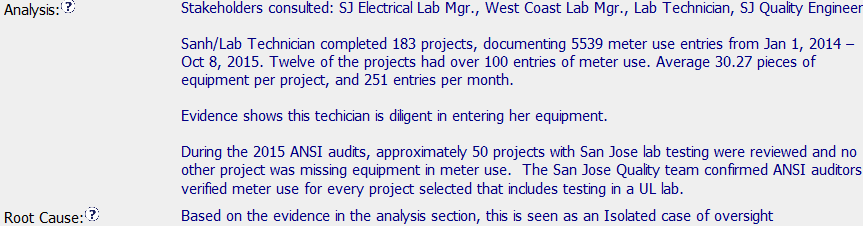 Analysis:? Stakeholders consulted: SJ Electrical Lab Mgr., West Coast Lab Mgr., Lab Technician, SJ Quality Engineer
Sanh/Lab Technician completed 183 projects, documenting 5539 meter use entries from Jan 1, 2014 –
Oct 8, 2015. Twelve of the projects had over 100 entries of meter use. Average 30.27 pieces of
equipment per project, and 251 entries per month.
Evidence shows this techician is diligent in entering her equipment.
During the 2015 ANSI audits, approximately 50 projects with San Jose lab testing were reviewed and no
other project was missing equipment in meter use.  The San Jose Quality team confirmed ANSI auditors
verified meter use for every project selected that includes testing in a UL lab.
Root Cause:? Based on the evidence in the analysis section, this is seen as an Isolated case of oversight